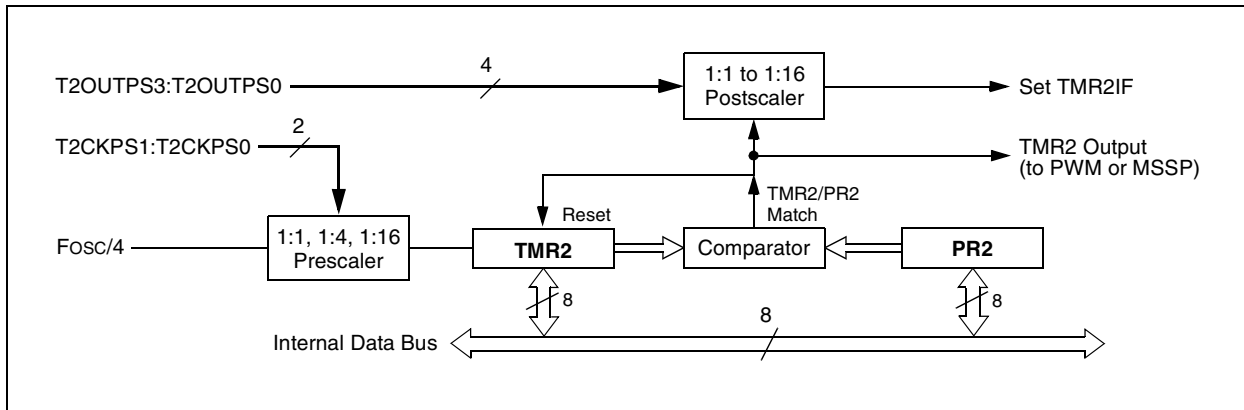 T2OUTPS3:T2OUTPS0
4
1:1 to 1:16
Postscaler
Set TMR2IF
T2CKPS1:T2CKPS0
2
TMR2 Output
(to PWM or MSSP)
TMR2/PR2
Match
Reset
FOSC/4
1:1, 1:4, 1:16
Prescaler
TMR2
Comparator
PR2
8
8
8
Internal Data Bus